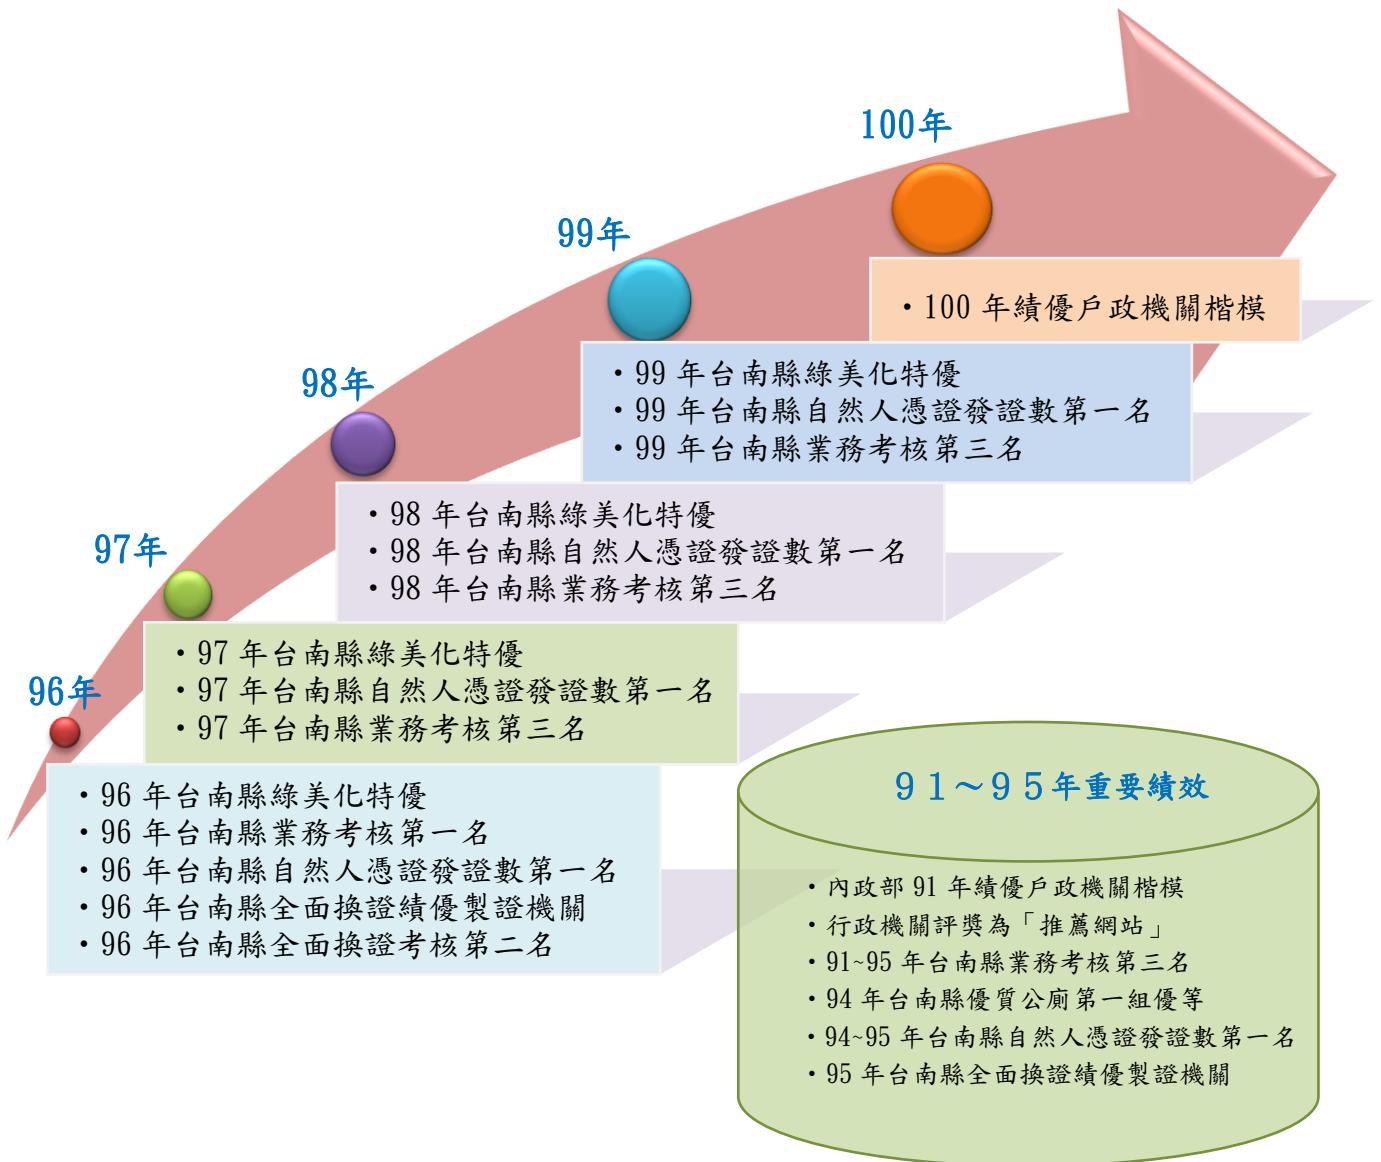 100年
・100 年績優戶政機關楷模
99年
・99 年台南縣綠美化特優
・99 年台南縣自然人憑證發證數第一名
・99 年台南縣業務考核第三名
98年
・98 年台南縣綠美化特優
・98 年台南縣自然人憑證發證數第一名
・98 年台南縣業務考核第三名
97年
・97 年台南縣綠美化特優
・97 年台南縣自然人憑證發證數第一名
・97 年台南縣業務考核第三名
96年
・96 年台南縣綠美化特優
・96 年台南縣業務考核第一名
・96 年台南縣自然人憑證發證數第一名
・96 年台南縣全面換證績優製證機關
・96 年台南縣全面換證考核第二名
９１～９５年重要績效
・內政部 91 年績優戶政機關楷模
・行政機關評獎為「推薦網站」
・91~95 年台南縣業務考核第三名
・94 年台南縣優質公廁第一組優等
・94~95 年台南縣自然人憑證發證數第一名
・95 年台南縣全面換證績優製證機關